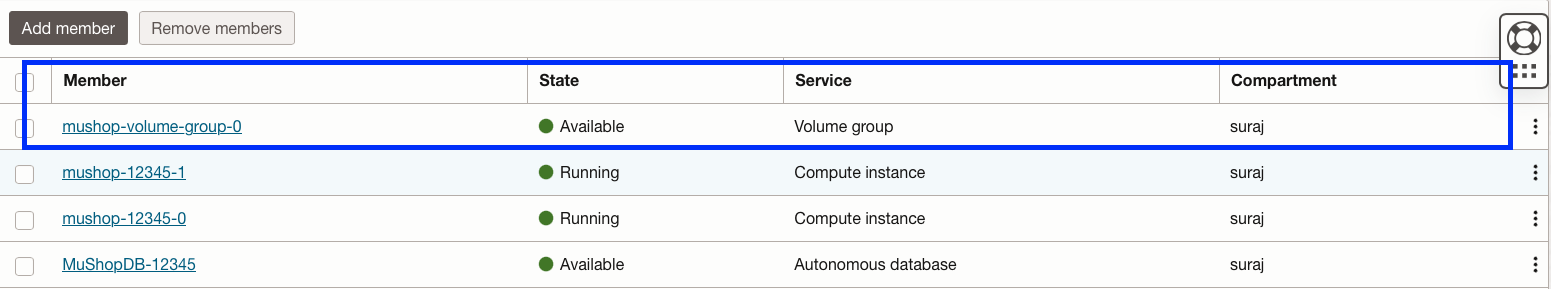 Add member Remove members
Member State Service Compartment
mushop-volume-group-0 Available Volume group suraj
mushop-12345-1 Running Compute instance suraj
mushop-12345-0 Running Compute instance suraj
MuShopDB-12345 Available Autonomous database suraj